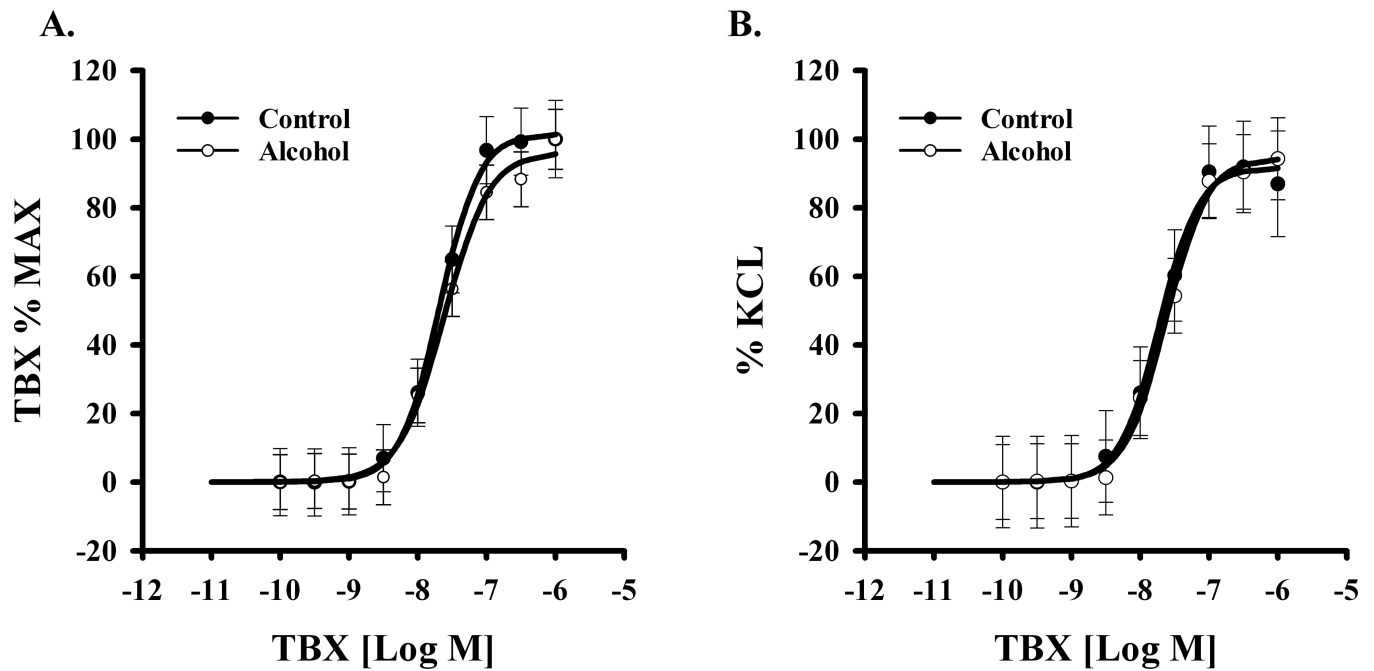 A.
TBX % MAX
120
100
80
60
40
20
0
-20
Control
Alcohol
-12 -11 -10 -9 -8 -7 -6 -5
TBX [Log M]
B.
% KCL
120
100
80
60
40
20
0
-20
Control
Alcohol
-12 -11 -10 -9 -8 -7 -6 -5
TBX [Log M]